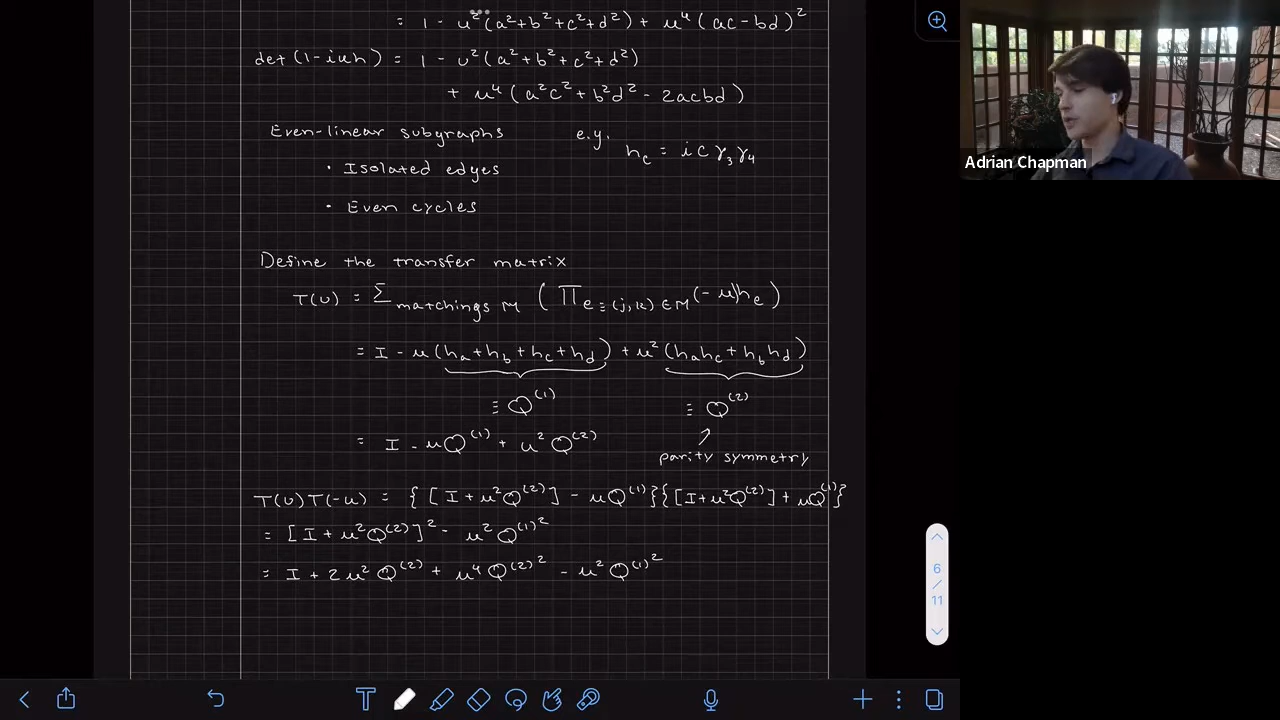 = 1 - u²(a²+b²+c²+d²) + u⁴(ac-bd)²
det(1-iuh) = 1 - u²(a²+b²+c²+d²)
+ u⁴(a²c²+b²d²-2acbd)
Even-linear subgraphs e.g.
h_c = i c γ₃γ₄
· Isolated edges
· Even cycles
Define the transfer matrix
T(u) = Σ_matchings M (Π_e≡(j,k)∈M (-u)h_e)
= I - u(h_a+h_b+h_c+h_d) + u²(h_a h_c + h_b h_d)
≡ Q⁽¹⁾ ≡ Q⁽²⁾
= I - uQ⁽¹⁾ + u²Q⁽²⁾
parity symmetry
T(u)T(-u) = {[I+u²Q⁽²⁾] - uQ⁽¹⁾}{[I+u²Q⁽²⁾]+uQ⁽¹⁾}
= [I+u²Q⁽²⁾]² - u²Q⁽¹⁾²
= I + 2u²Q⁽²⁾ + u⁴Q⁽²⁾² - u²Q⁽¹⁾²
Adrian Chapman
6
/
11
T